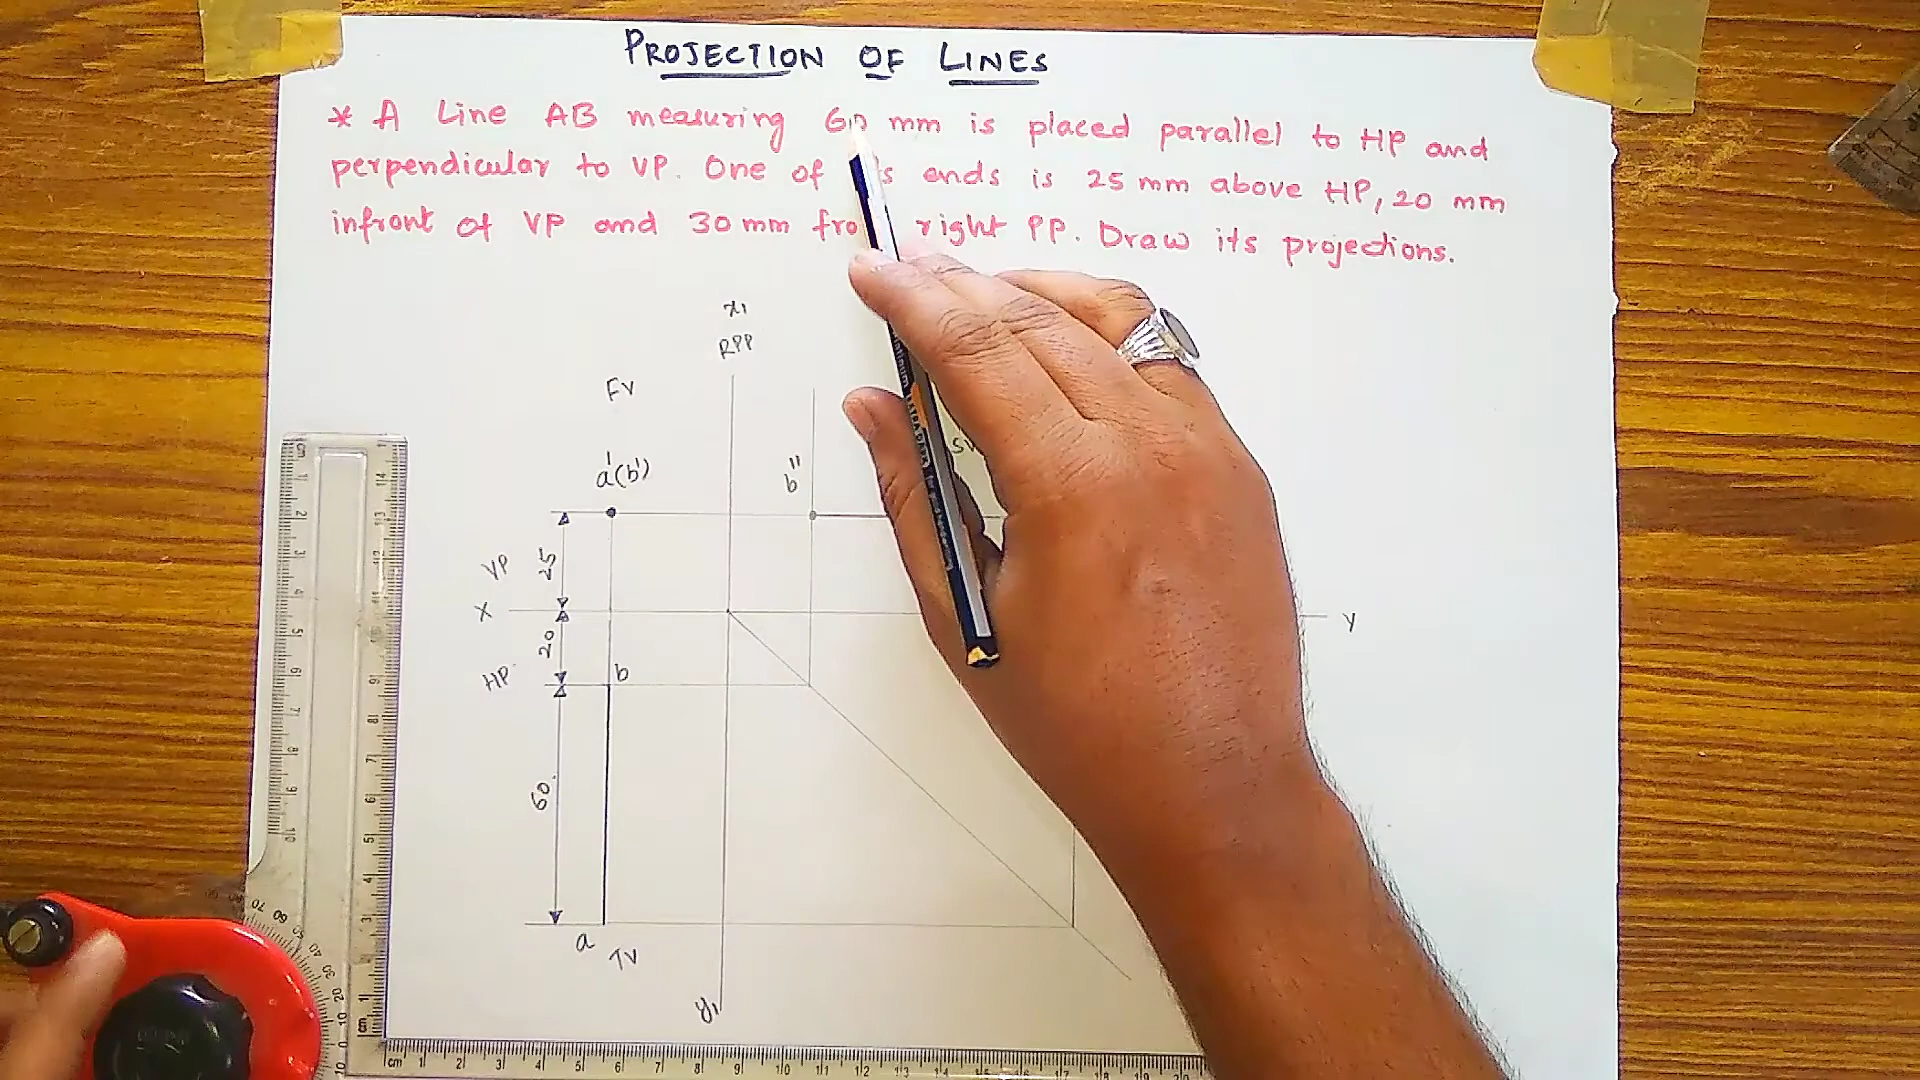 PROJECTION OF LINES
* A Line AB measuring 60 mm is placed parallel to HP and
perpendicular to VP. One of ends is 25 mm above HP, 20 mm
infront of VP and 30 mm right PP. Draw its projections.
x1
RPP
FV
a'(b')
b"
SV
VP
25
X
Y
20
HP
b
60
a
TV
y1